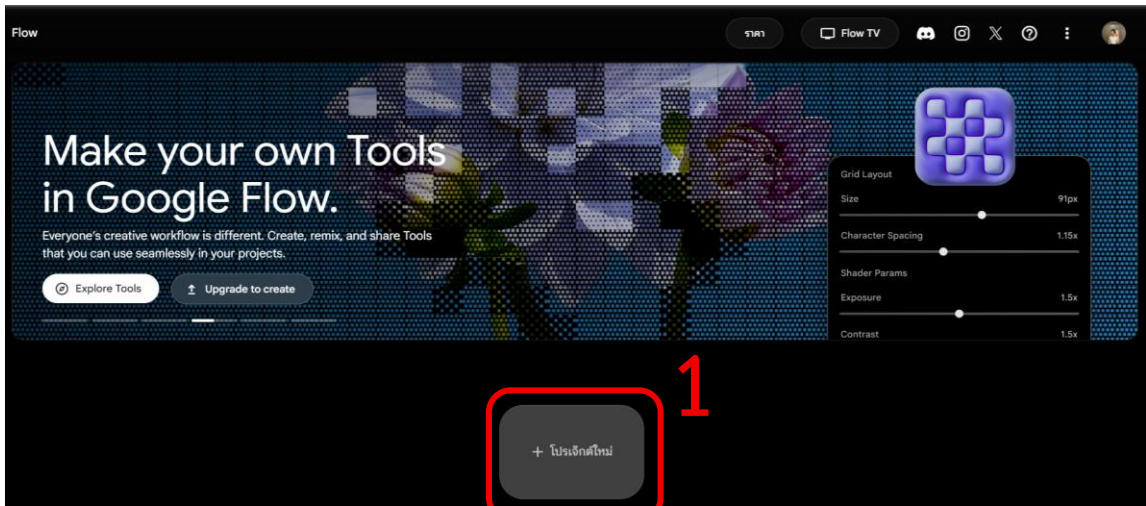 Flow
ราคา
Flow TV
Make your own Tools
in Google Flow.
Everyone's creative workflow is different. Create, remix, and share Tools
that you can use seamlessly in your projects.
Explore Tools
Upgrade to create
Grid Layout
Size 91px
Character Spacing 1.15x
Shader Params
Exposure 1.5x
Contrast 1.5x
1
+ โปรเจ็กต์ใหม่